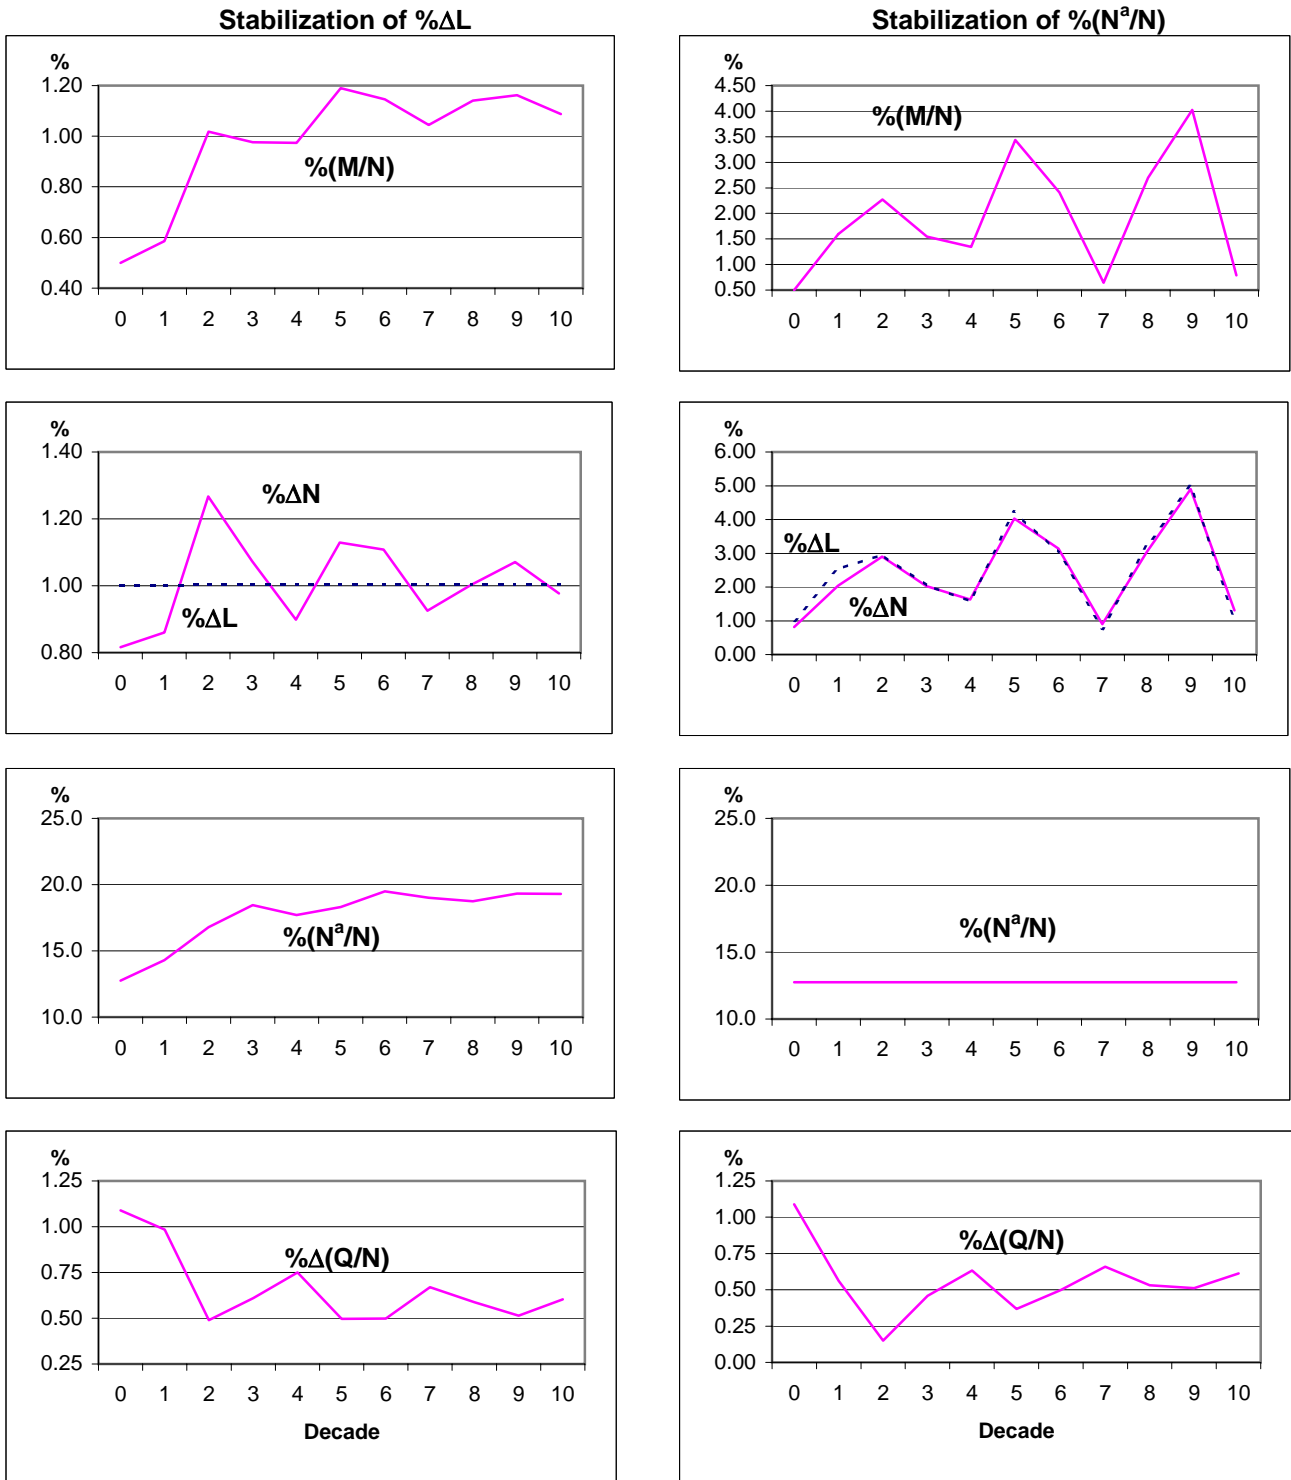 Stabilization of %ΔL
%
1.20
1.00
0.80
0.60
0.40
%(M/N)
0 1 2 3 4 5 6 7 8 9 10
%
1.40
1.20
1.00
0.80
%ΔN
%ΔL
0 1 2 3 4 5 6 7 8 9 10
%
25.0
20.0
15.0
10.0
%(Nᵃ/N)
0 1 2 3 4 5 6 7 8 9 10
%
1.25
1.00
0.75
0.50
0.25
%Δ(Q/N)
0 1 2 3 4 5 6 7 8 9 10
Decade
Stabilization of %(Nᵃ/N)
%
4.50
4.00
3.50
3.00
2.50
2.00
1.50
1.00
0.50
%(M/N)
0 1 2 3 4 5 6 7 8 9 10
%
6.00
5.00
4.00
3.00
2.00
1.00
0.00
%ΔL
%ΔN
0 1 2 3 4 5 6 7 8 9 10
%
25.0
20.0
15.0
10.0
%(Nᵃ/N)
0 1 2 3 4 5 6 7 8 9 10
%
1.25
1.00
0.75
0.50
0.25
0.00
%Δ(Q/N)
0 1 2 3 4 5 6 7 8 9 10
Decade